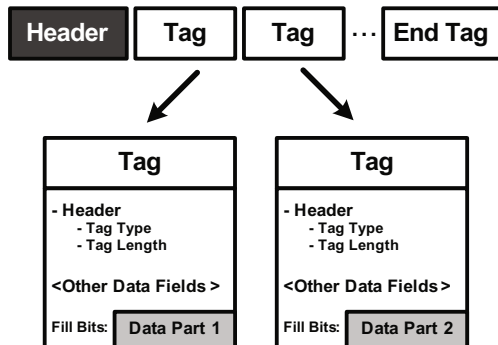 Header Tag Tag ... End Tag
Tag
- Header
- Tag Type
- Tag Length
<Other Data Fields >
Fill Bits: Data Part 1
Tag
- Header
- Tag Type
- Tag Length
<Other Data Fields >
Fill Bits: Data Part 2